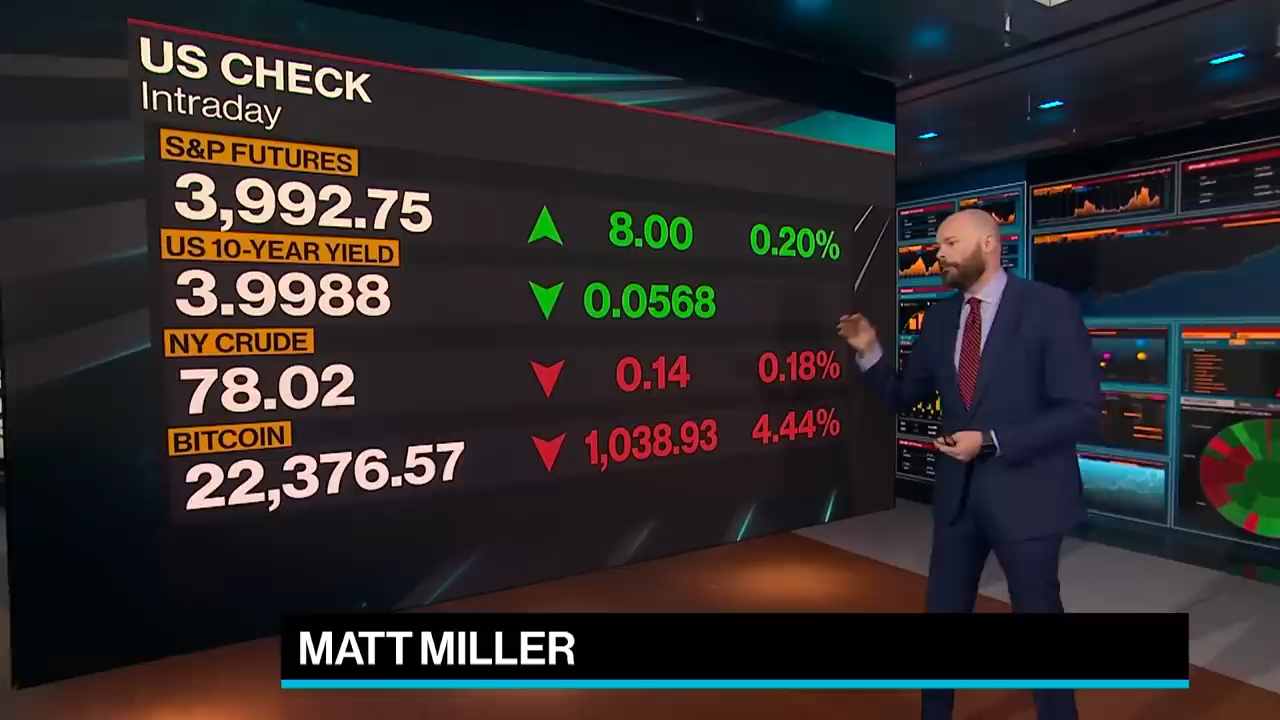 US CHECK
Intraday
S&P FUTURES
3,992.75 ▲ 8.00 0.20%
US 10-YEAR YIELD
3.9988 ▼ 0.0568
NY CRUDE
78.02 ▼ 0.14 0.18%
BITCOIN
22,376.57 ▼ 1,038.93 4.44%
MATT MILLER